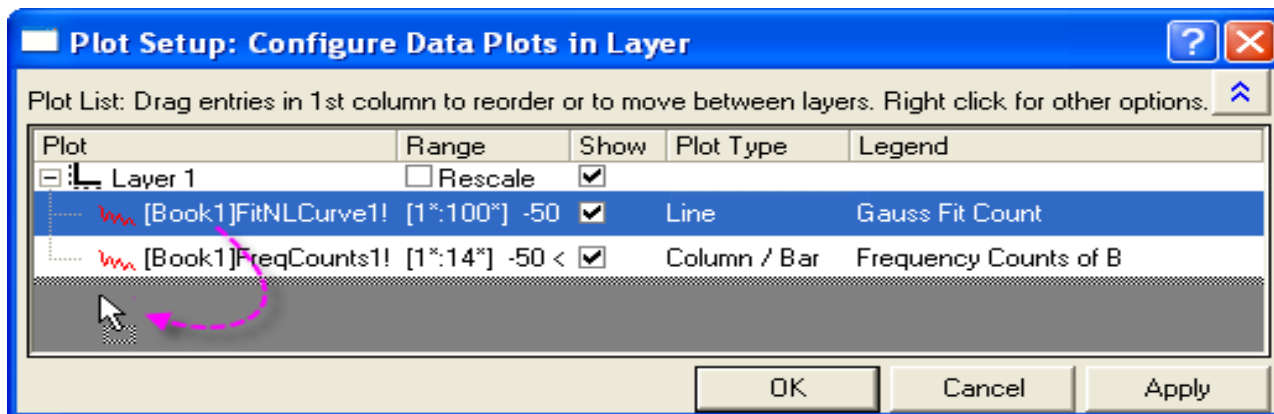 Plot Setup: Configure Data Plots in Layer
Plot List: Drag entries in 1st column to reorder or to move between layers. Right click for other options.
Plot Range Show Plot Type Legend
Layer 1 Rescale
[Book1]FitNLCurve1! [1*:100*] -50 Line Gauss Fit Count
[Book1]FreqCounts1! [1*:14*] -50 < Column / Bar Frequency Counts of B
OK Cancel Apply